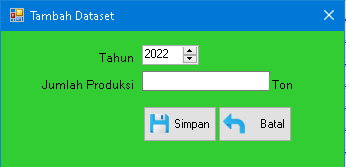 Tambah Dataset
Tahun 2022
Jumlah Produksi Ton
Simpan Batal